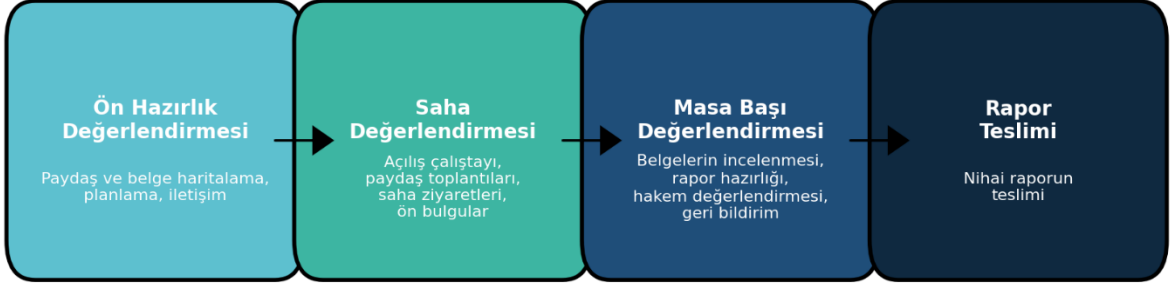 Ön Hazırlık
Değerlendirmesi
Paydaş ve belge haritalama,
planlama, iletişim
Saha
Değerlendirmesi
Açılış çalıştayı,
paydaş toplantıları,
saha ziyaretleri,
ön bulgular
Masa Başı
Değerlendirmesi
Belgelerin incelenmesi,
rapor hazırlığı,
hakem değerlendirmesi,
geri bildirim
Rapor
Teslimi
Nihai raporun
teslimi